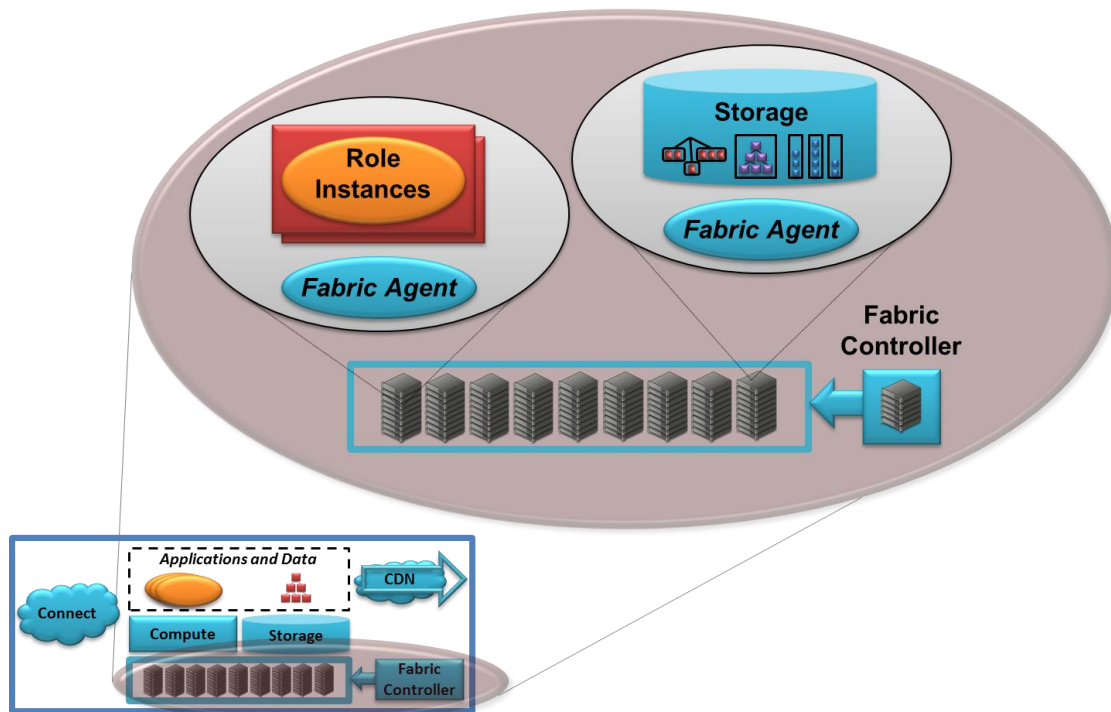 Storage
Role
Instances
Fabric Agent
Fabric Agent
Fabric
Controller
Applications and Data
CDN
Connect
Compute
Storage
Fabric
Controller